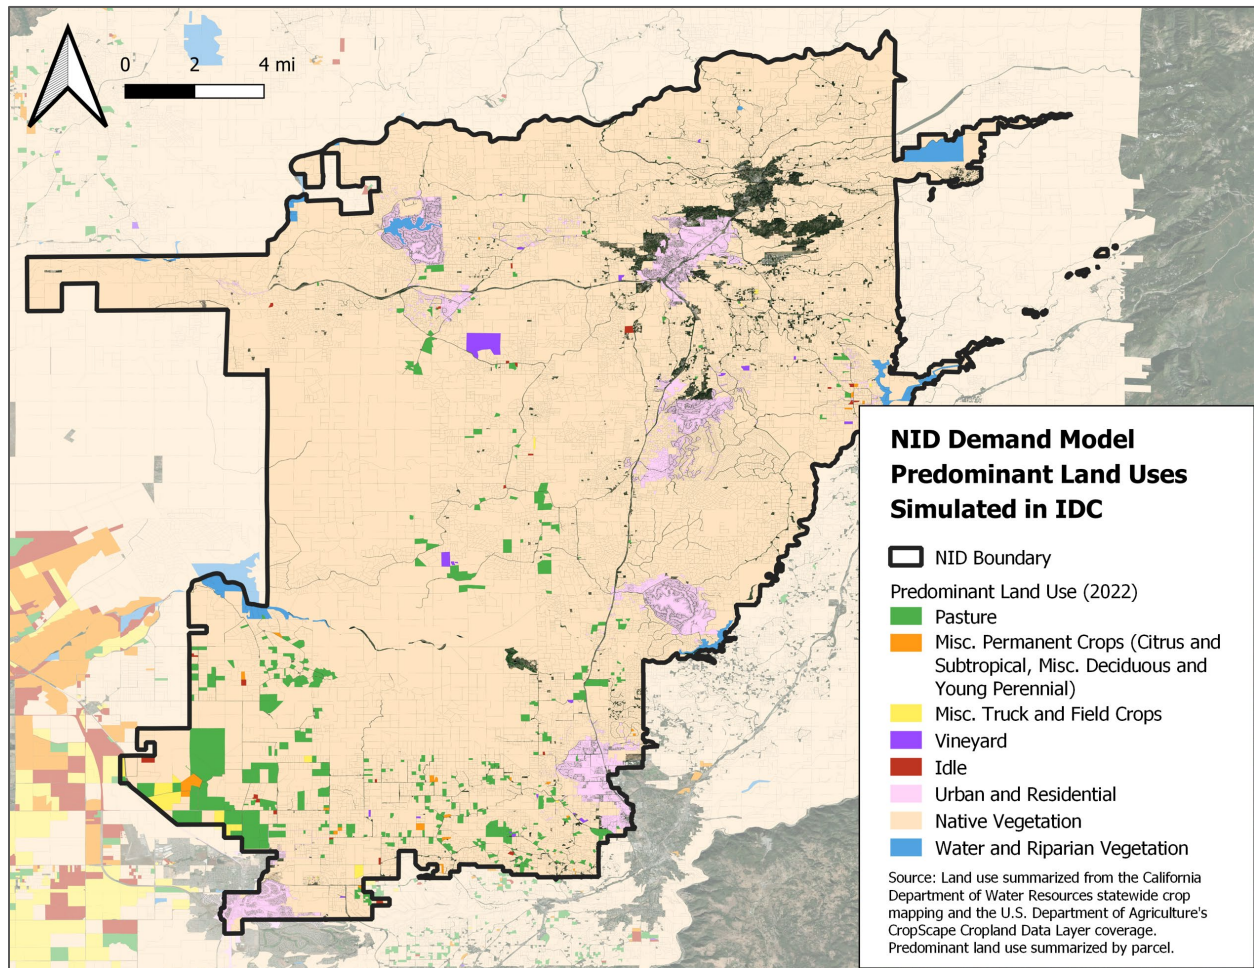 0 2 4 mi
NID Demand Model
Predominant Land Uses
Simulated in IDC
NID Boundary
Predominant Land Use (2022)
Pasture
Misc. Permanent Crops (Citrus and
Subtropical, Misc. Deciduous and
Young Perennial)
Misc. Truck and Field Crops
Vineyard
Idle
Urban and Residential
Native Vegetation
Water and Riparian Vegetation
Source: Land use summarized from the California
Department of Water Resources statewide crop
mapping and the U.S. Department of Agriculture's
CropScape Cropland Data Layer coverage.
Predominant land use summarized by parcel.